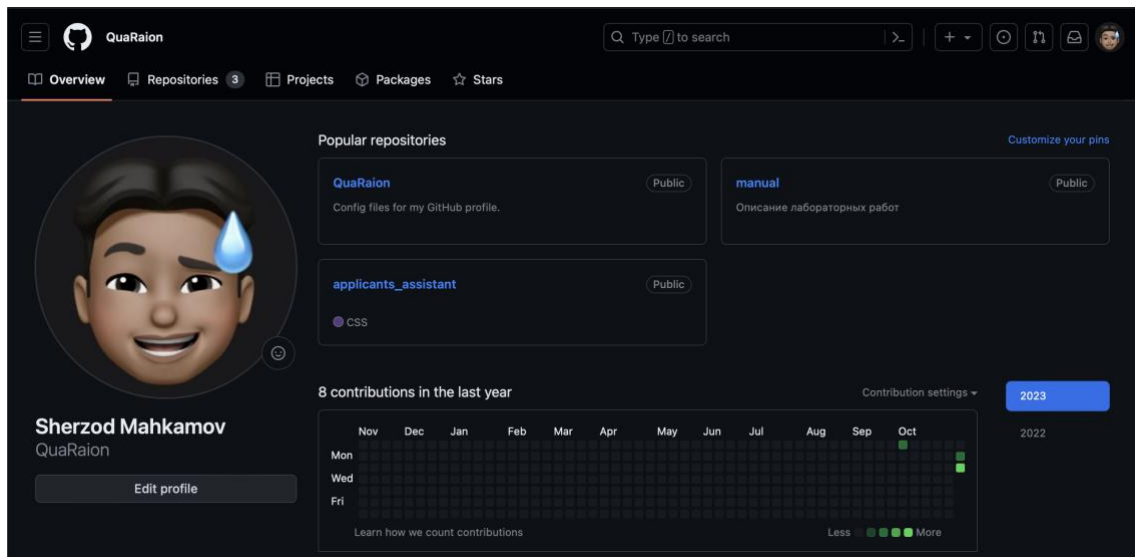 QuaRaion
Type / to search
Overview Repositories 3 Projects Packages Stars
Popular repositories
Customize your pins
QuaRaion Public
Config files for my GitHub profile.
manual Public
Описание лабораторных работ
applicants_assistant Public
CSS
Sherzod Mahkamov
QuaRaion
Edit profile
8 contributions in the last year
Contribution settings
2023
2022
Nov Dec Jan Feb Mar Apr May Jun Jul Aug Sep Oct
Mon
Wed
Fri
Learn how we count contributions
Less More